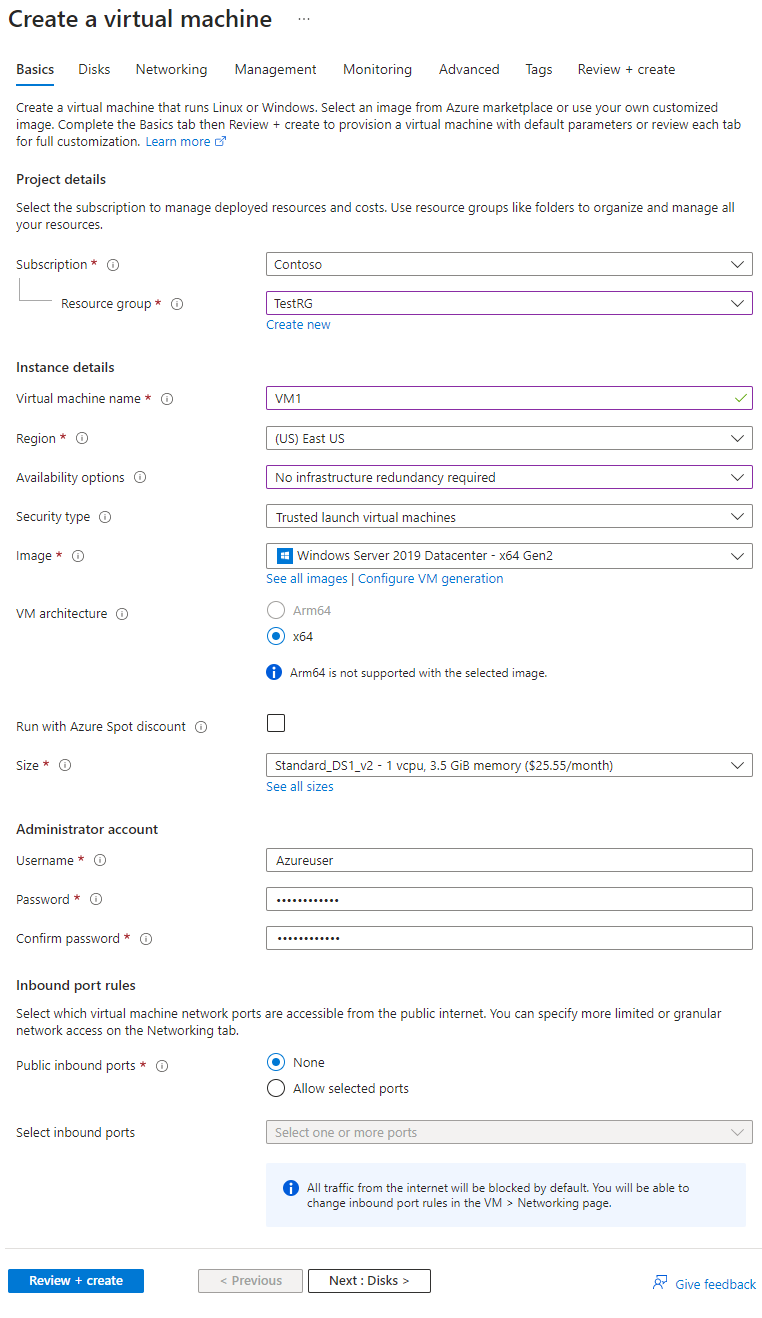 Create a virtual machine ...
Basics Disks Networking Management Monitoring Advanced Tags Review + create
Create a virtual machine that runs Linux or Windows. Select an image from Azure marketplace or use your own customized
image. Complete the Basics tab then Review + create to provision a virtual machine with default parameters or review each tab
for full customization. Learn more
Project details
Select the subscription to manage deployed resources and costs. Use resource groups like folders to organize and manage all
your resources.
Subscription * Contoso
Resource group * TestRG
Create new
Instance details
Virtual machine name * VM1
Region * (US) East US
Availability options No infrastructure redundancy required
Security type Trusted launch virtual machines
Image * Windows Server 2019 Datacenter - x64 Gen2
See all images | Configure VM generation
VM architecture Arm64
x64
Arm64 is not supported with the selected image.
Run with Azure Spot discount
Size * Standard_DS1_v2 - 1 vcpu, 3.5 GiB memory ($25.55/month)
See all sizes
Administrator account
Username * Azureuser
Password * ••••••••••••
Confirm password * ••••••••••••
Inbound port rules
Select which virtual machine network ports are accessible from the public internet. You can specify more limited or granular
network access on the Networking tab.
Public inbound ports * None
Allow selected ports
Select inbound ports Select one or more ports
All traffic from the internet will be blocked by default. You will be able to
change inbound port rules in the VM > Networking page.
Review + create < Previous Next : Disks > Give feedback